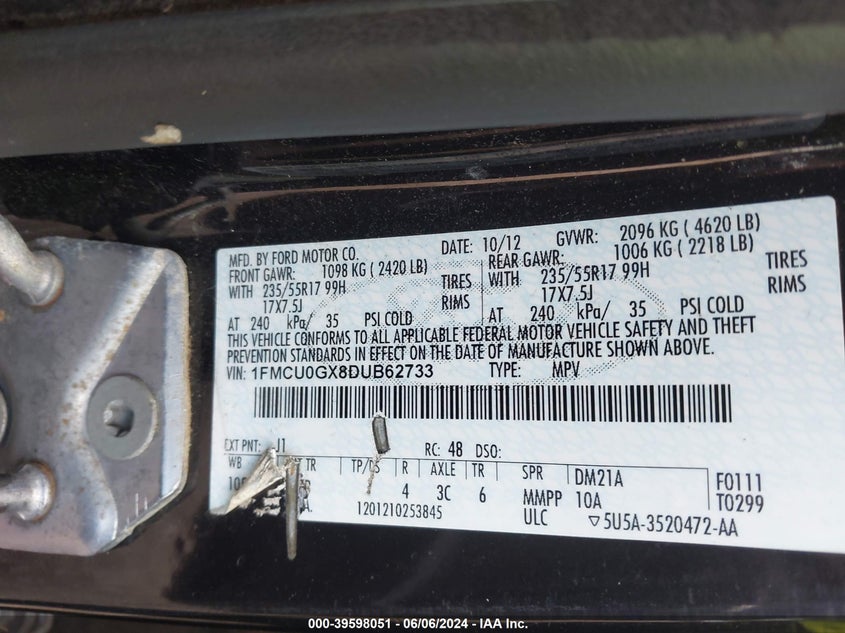 MFD. BY FORD MOTOR CO. DATE: 10/12 GVWR: 2096 KG ( 4620 LB)
FRONT GAWR: 1098 KG ( 2420 LB) REAR GAWR: 1006 KG ( 2218 LB)
WITH 235/55R17 99H TIRES WITH 235/55R17 99H TIRES
17X7.5J RIMS 17X7.5J RIMS
AT 240 kPa/ 35 PSI COLD AT 240 kPa/ 35 PSI COLD
THIS VEHICLE CONFORMS TO ALL APPLICABLE FEDERAL MOTOR VEHICLE SAFETY AND THEFT
PREVENTION STANDARDS IN EFFECT ON THE DATE OF MANUFACTURE SHOWN ABOVE.
VIN: 1FMCU0GX8DUB62733 TYPE: MPV
EXT PNT: J1 RC: 48 DSO:
WB TR TP/CS R AXLE TR SPR DM21A F0111
4 3C 6 MMPP 10A T0299
1201210253845 ULC ▽5U5A-3520472-AA
000-39598051 - 06/06/2024 - IAA Inc.